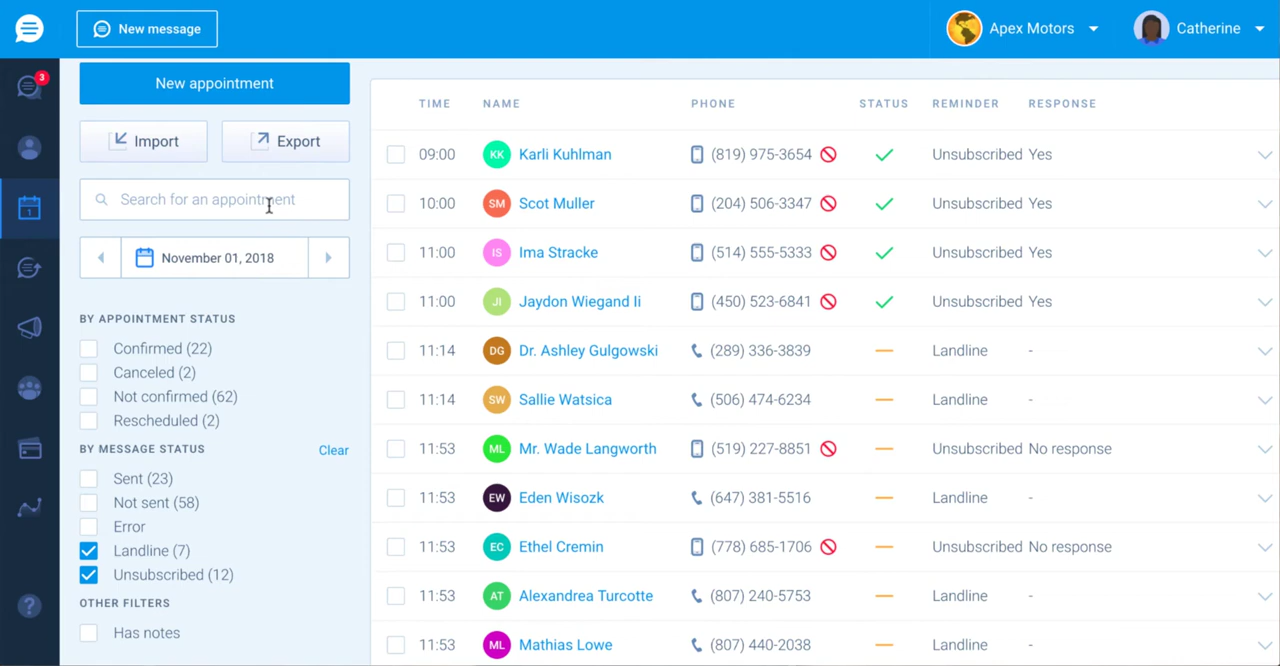 New message
Apex Motors
Catherine
3
New appointment
Import
Export
Search for an appointment
1
November 01, 2018
BY APPOINTMENT STATUS
Confirmed (22)
Canceled (2)
Not confirmed (62)
Rescheduled (2)
BY MESSAGE STATUS Clear
Sent (23)
Not sent (58)
Error
Landline (7)
Unsubscribed (12)
OTHER FILTERS
Has notes
?
TIME NAME PHONE STATUS REMINDER RESPONSE
09:00 KK Karli Kuhlman (819) 975-3654 Unsubscribed Yes
10:00 SM Scot Muller (204) 506-3347 Unsubscribed Yes
11:00 IS Ima Stracke (514) 555-5333 Unsubscribed Yes
11:00 JI Jaydon Wiegand Ii (450) 523-6841 Unsubscribed Yes
11:14 DG Dr. Ashley Gulgowski (289) 336-3839 — Landline -
11:14 SW Sallie Watsica (506) 474-6234 — Landline -
11:53 ML Mr. Wade Langworth (519) 227-8851 — Unsubscribed No response
11:53 EW Eden Wisozk (647) 381-5516 — Landline -
11:53 EC Ethel Cremin (778) 685-1706 — Unsubscribed No response
11:53 AT Alexandrea Turcotte (807) 240-5753 — Landline -
11:53 ML Mathias Lowe (807) 440-2038 — Landline -